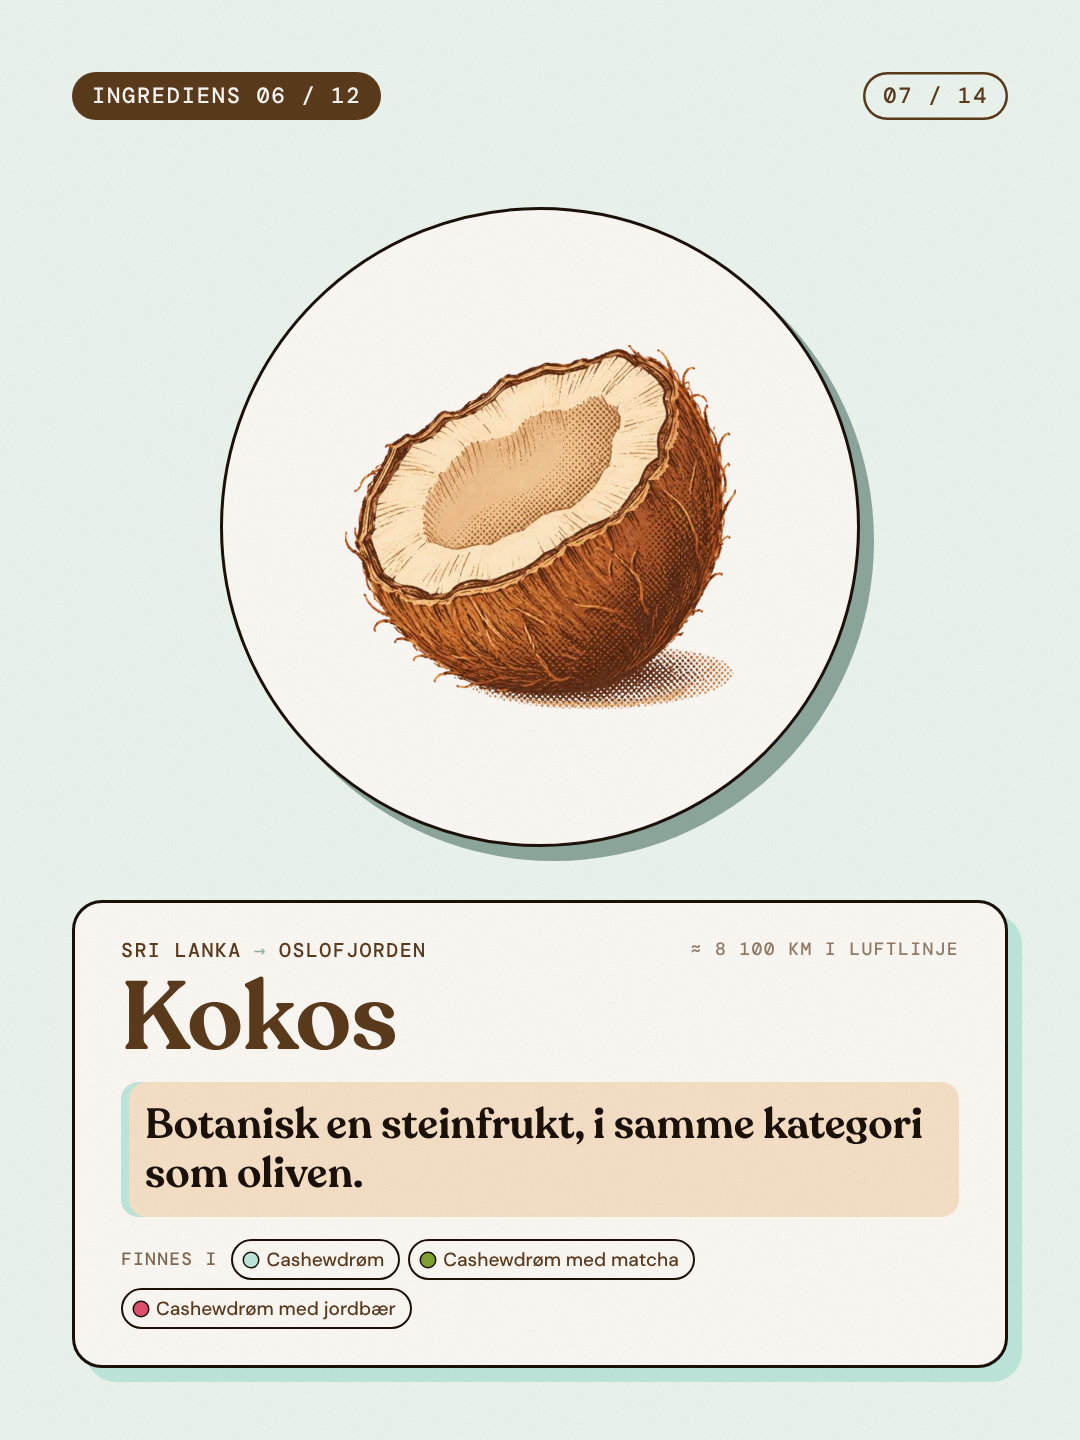 INGREDIENS 06 / 12
07 / 14
SRI LANKA → OSLOFJORDEN
≈ 8 100 KM I LUFTLINJE
Kokos
Botanisk en steinfrukt, i samme kategori
som oliven.
FINNES I
Cashewdrøm
Cashewdrøm med matcha
Cashewdrøm med jordbær